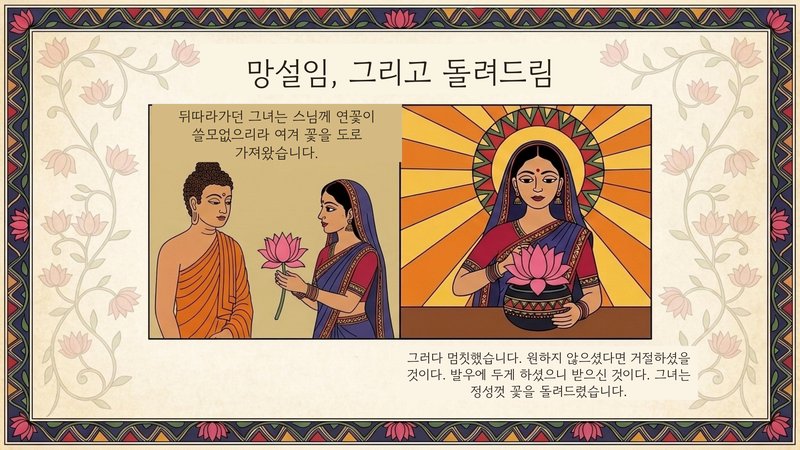 망설임, 그리고 돌려드림
뒤따라가던 그녀는 스님께 연꽃이
쓸모없으리라 여겨 꽃을 도로
가져왔습니다.
그러다 멈칫했습니다. 원하지 않으셨다면 거절하셨을
것이다. 발우에 두게 하셨으니 받으신 것이다. 그녀는
정성껏 꽃을 돌려드렸습니다.